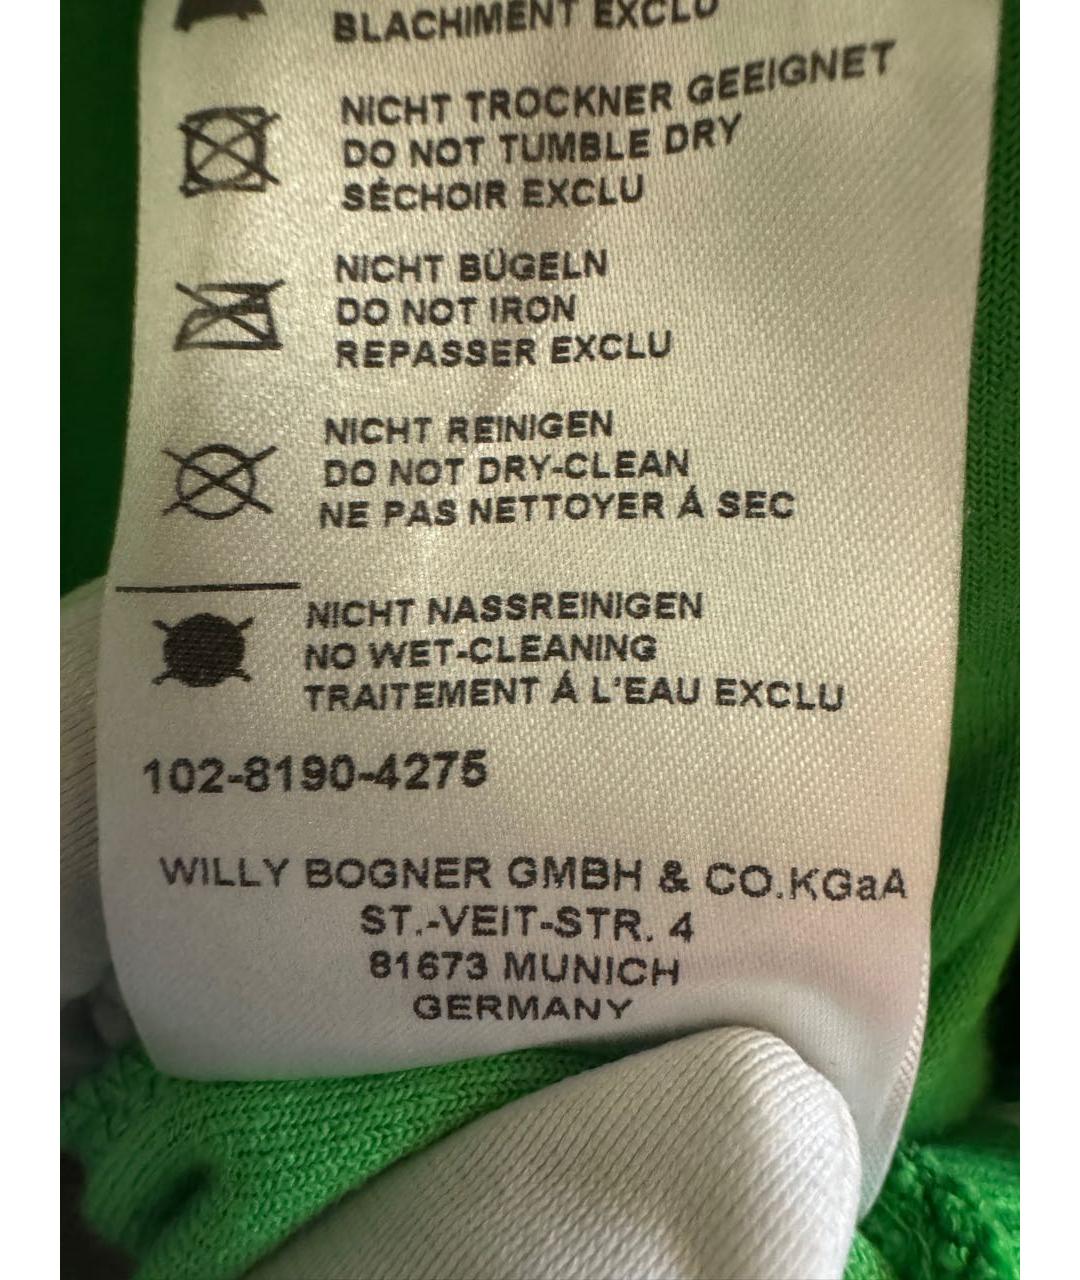 BLACHIMENT EXCLU
NICHT TROCKNER GEEIGNET
DO NOT TUMBLE DRY
SÉCHOIR EXCLU
NICHT BÜGELN
DO NOT IRON
REPASSER EXCLU
NICHT REINIGEN
DO NOT DRY-CLEAN
NE PAS NETTOYER Á SEC
NICHT NASSREINIGEN
NO WET-CLEANING
TRAITEMENT Á L'EAU EXCLU
102-8190-4275
WILLY BOGNER GMBH & CO.KGaA
ST.-VEIT-STR. 4
81673 MUNICH
GERMANY